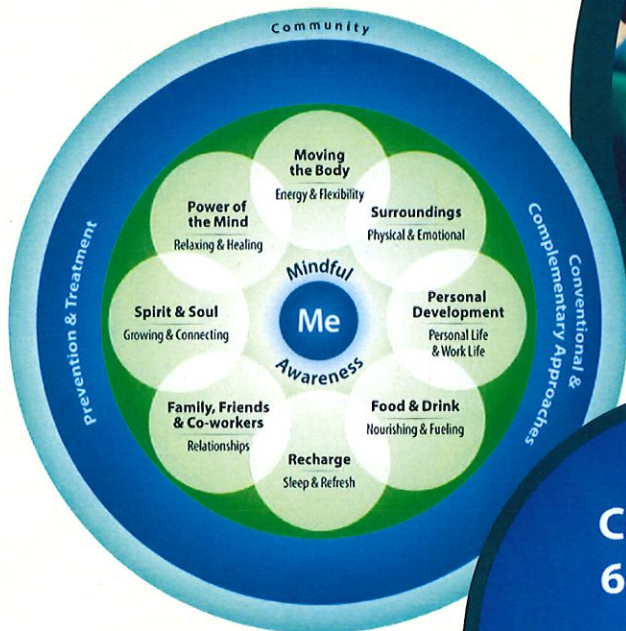 Community
Prevention & Treatment
Conventional &
Complementary Approaches
Moving
the Body
Energy & Flexibility
Surroundings
Physical & Emotional
Personal
Development
Personal Life
& Work Life
Food & Drink
Nourishing & Fueling
Recharge
Sleep & Refresh
Family, Friends
& Co-workers
Relationships
Spirit & Soul
Growing & Connecting
Power of
the Mind
Relaxing & Healing
Mindful
Me
Awareness
C
6